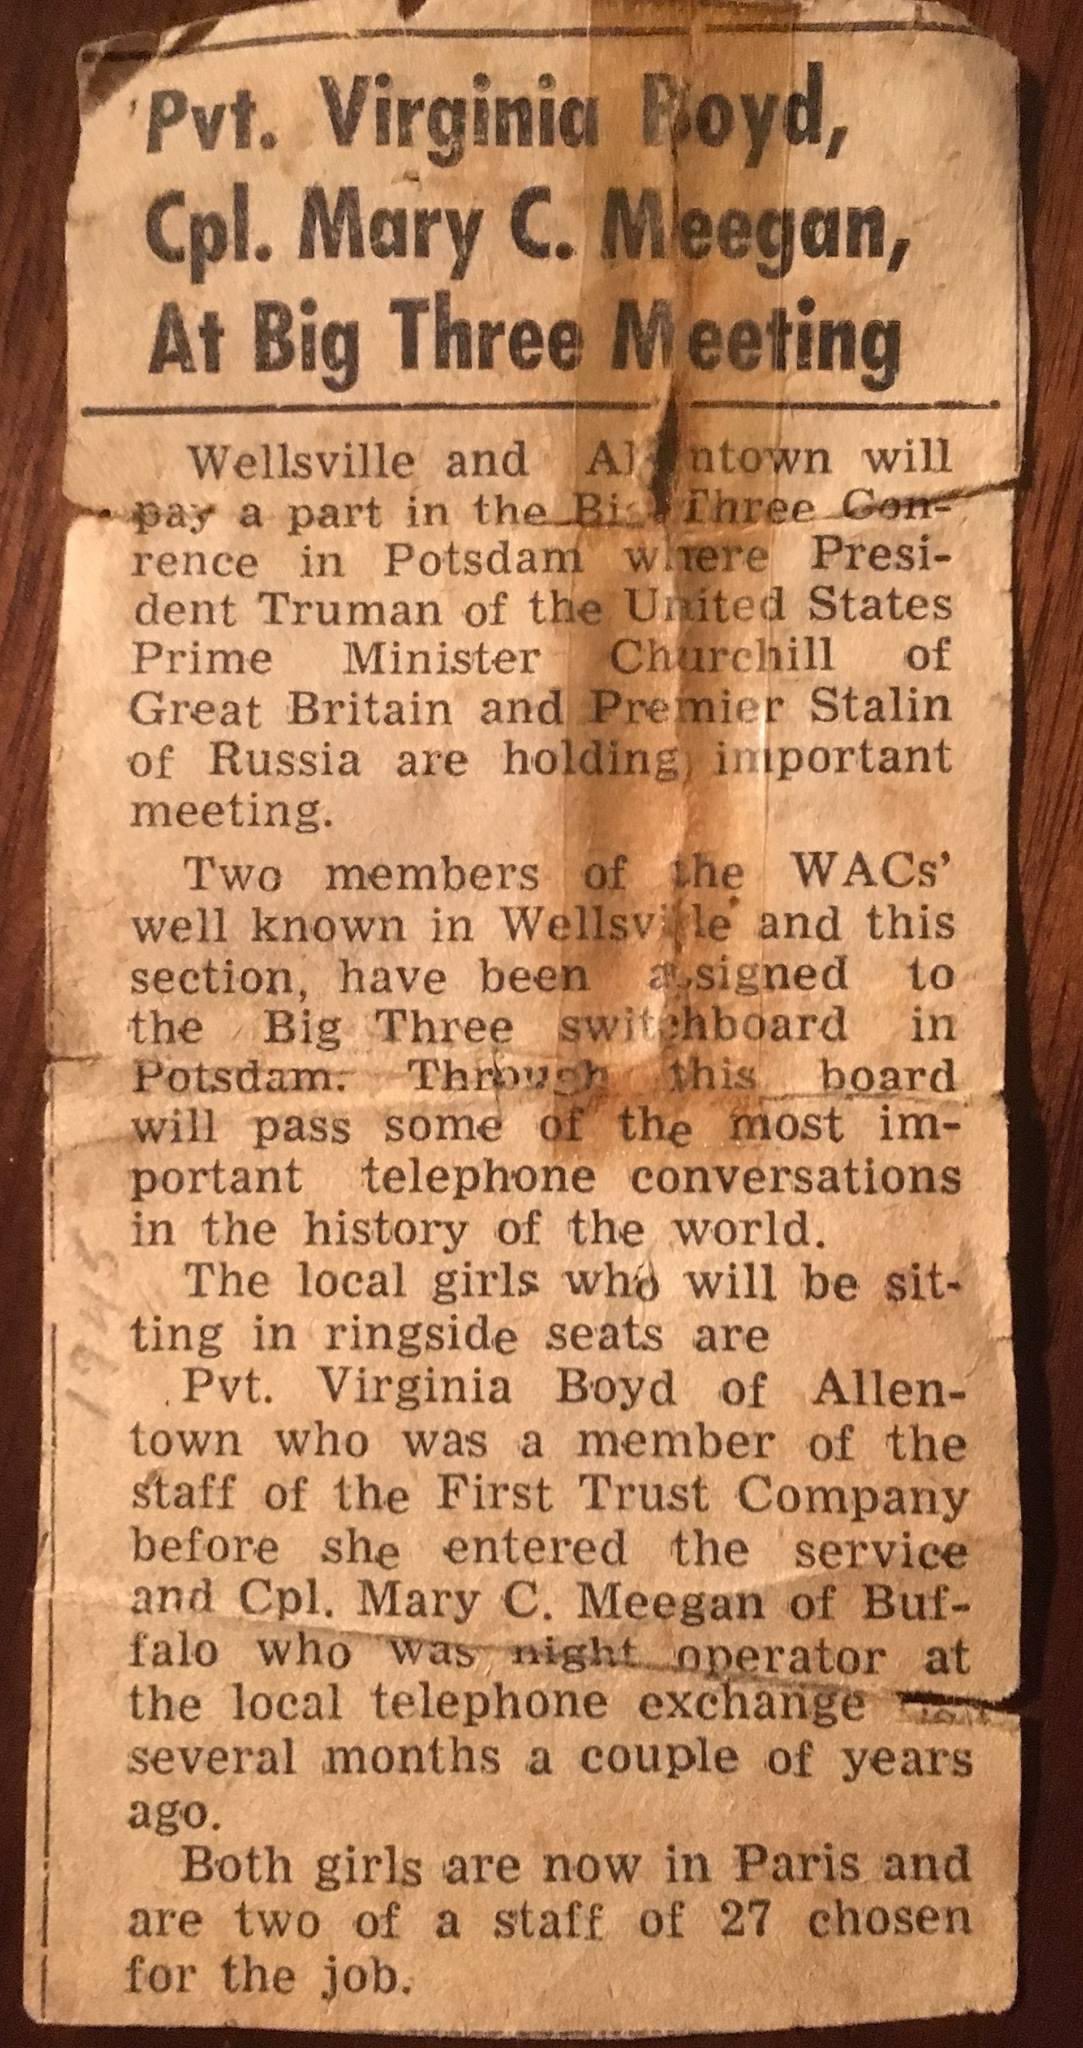 Pvt. Virginia Boyd,
Cpl. Mary C. Meegan,
At Big Three Meeting
Wellsville and Allentown will
pay a part in the Big Three Con-
rence in Potsdam where Presi-
dent Truman of the United States
Prime Minister Churchill of
Great Britain and Premier Stalin
of Russia are holding important
meeting.
Two members of the WACs'
well known in Wellsville and this
section, have been assigned to
the Big Three switchboard in
Potsdam. Through this board
will pass some of the most im-
portant telephone conversations
in the history of the world.
The local girls who will be sit-
ting in ringside seats are
Pvt. Virginia Boyd of Allen-
town who was a member of the
staff of the First Trust Company
before she entered the service
and Cpl. Mary C. Meegan of Buf-
falo who was night operator at
the local telephone exchange
several months a couple of years
ago.
Both girls are now in Paris and
are two of a staff of 27 chosen
for the job.
1945